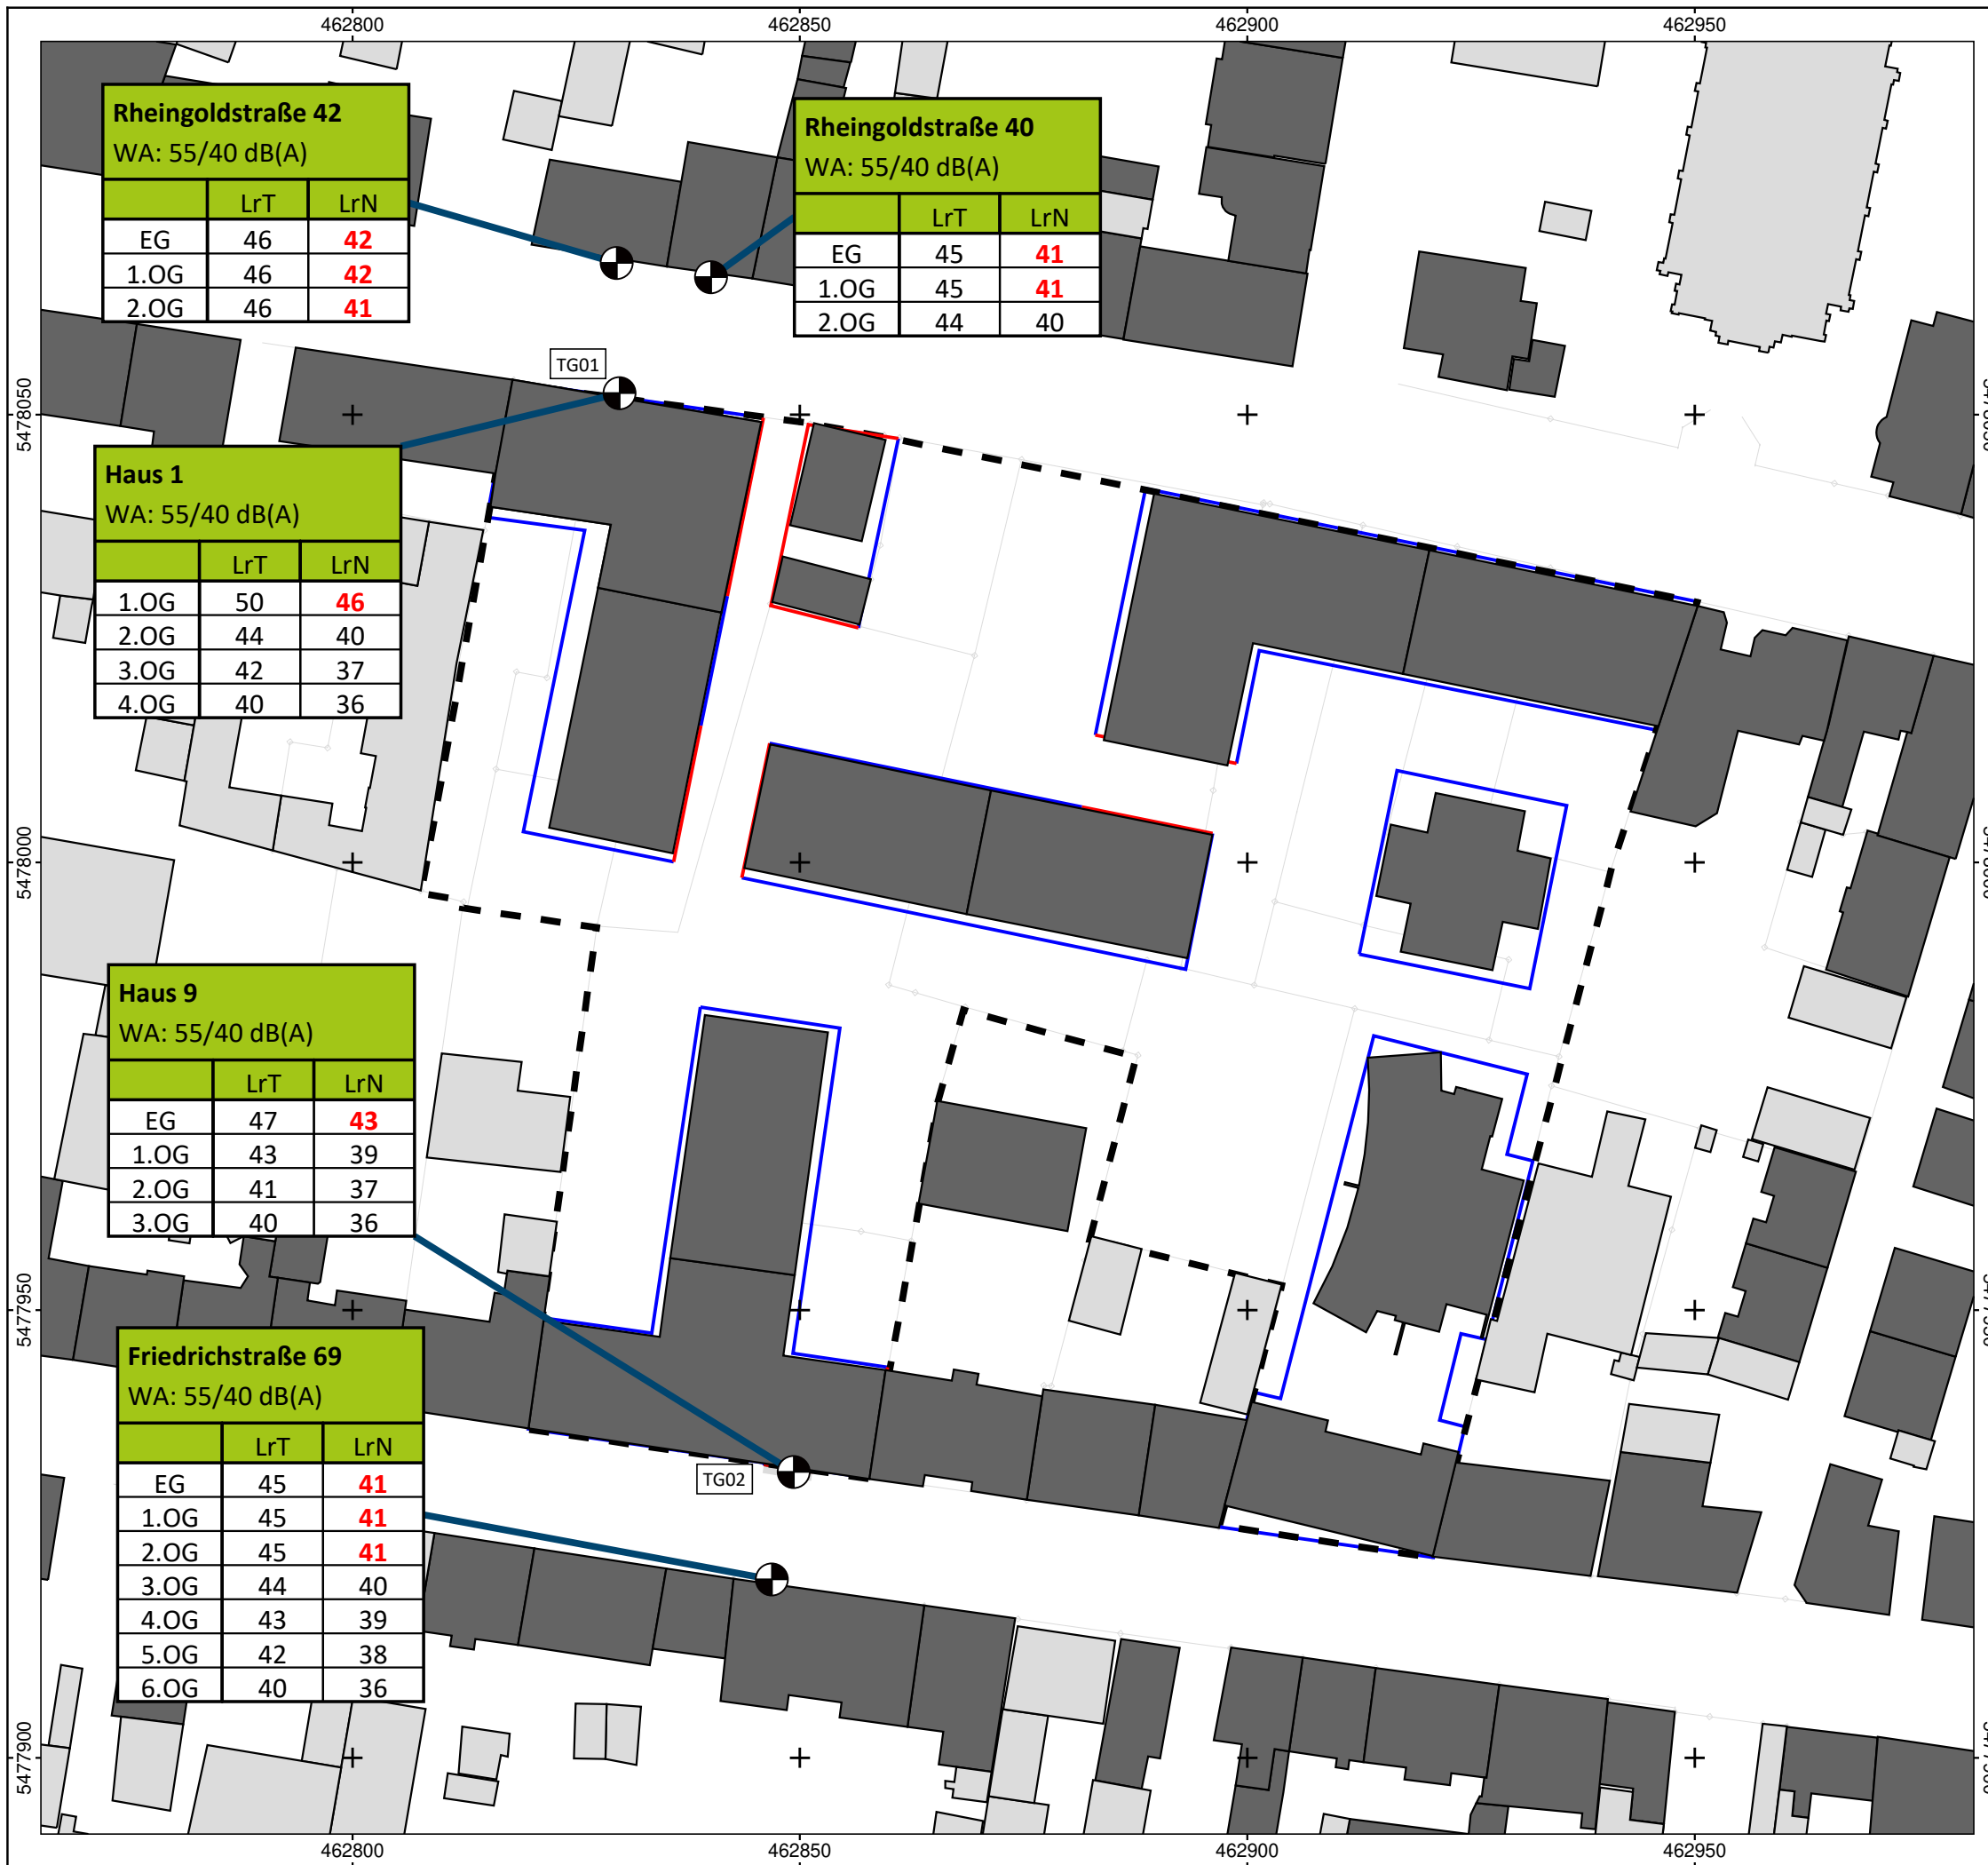 462800 462850 462900 462950
Rheingoldstraße 42
WA: 55/40 dB(A)
LrT LrN
EG 46 42
1.OG 46 42
2.OG 46 41
Rheingoldstraße 40
WA: 55/40 dB(A)
LrT LrN
EG 45 41
1.OG 45 41
2.OG 44 40
TG01
5478050
Haus 1
WA: 55/40 dB(A)
LrT LrN
1.OG 50 46
2.OG 44 40
3.OG 42 37
4.OG 40 36
5478000
Haus 9
WA: 55/40 dB(A)
LrT LrN
EG 47 43
1.OG 43 39
2.OG 41 37
3.OG 40 36
5477950
Friedrichstraße 69
WA: 55/40 dB(A)
LrT LrN
EG 45 41
1.OG 45 41
2.OG 45 41
3.OG 44 40
4.OG 43 39
5.OG 42 38
6.OG 40 36
TG02
5477900
462800 462850 462900 462950